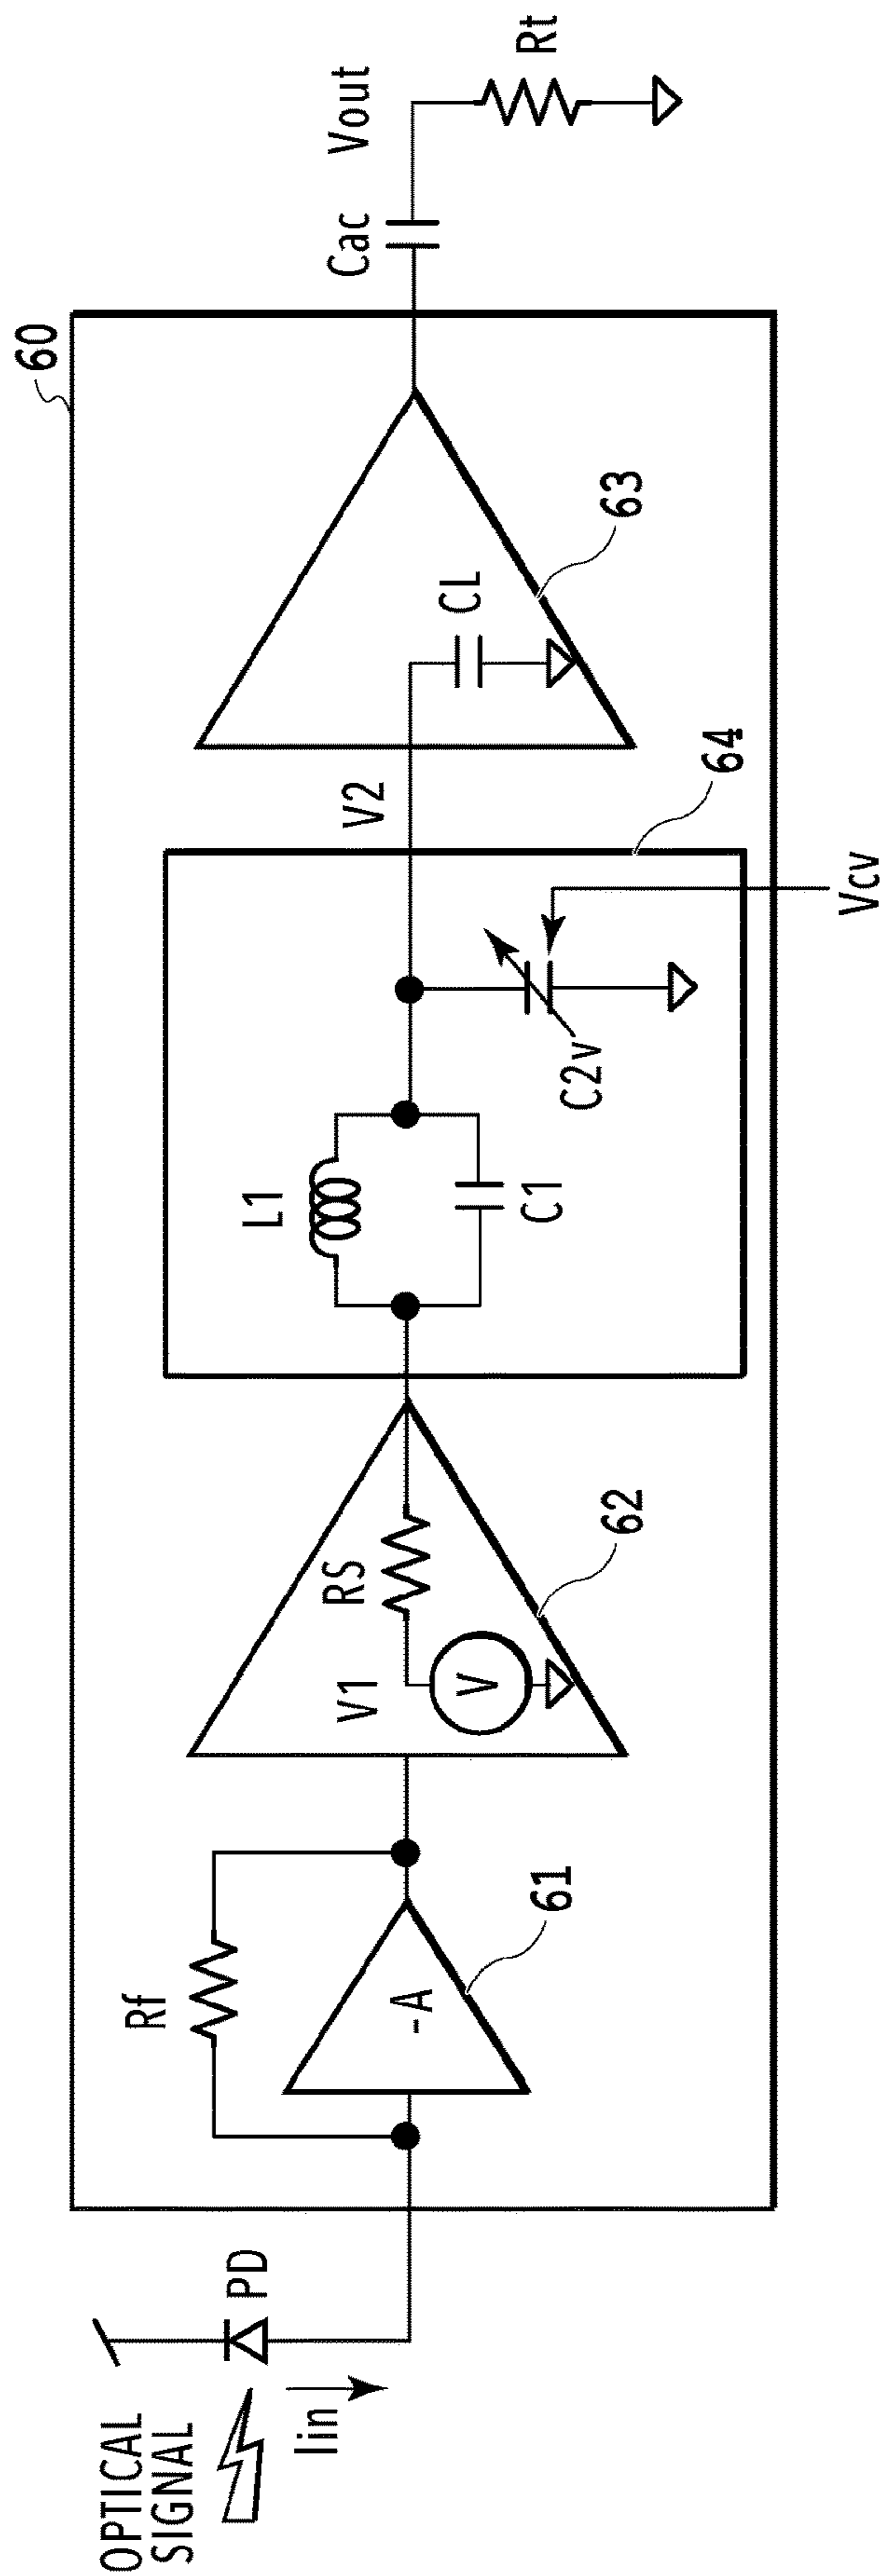 OPTICAL
SIGNAL
Iin
PD
Rf
-A
61
V1
V
RS
62
L1
C1
C2v
Vcv
64
V2
CL
63
60
Cac
Vout
Rt